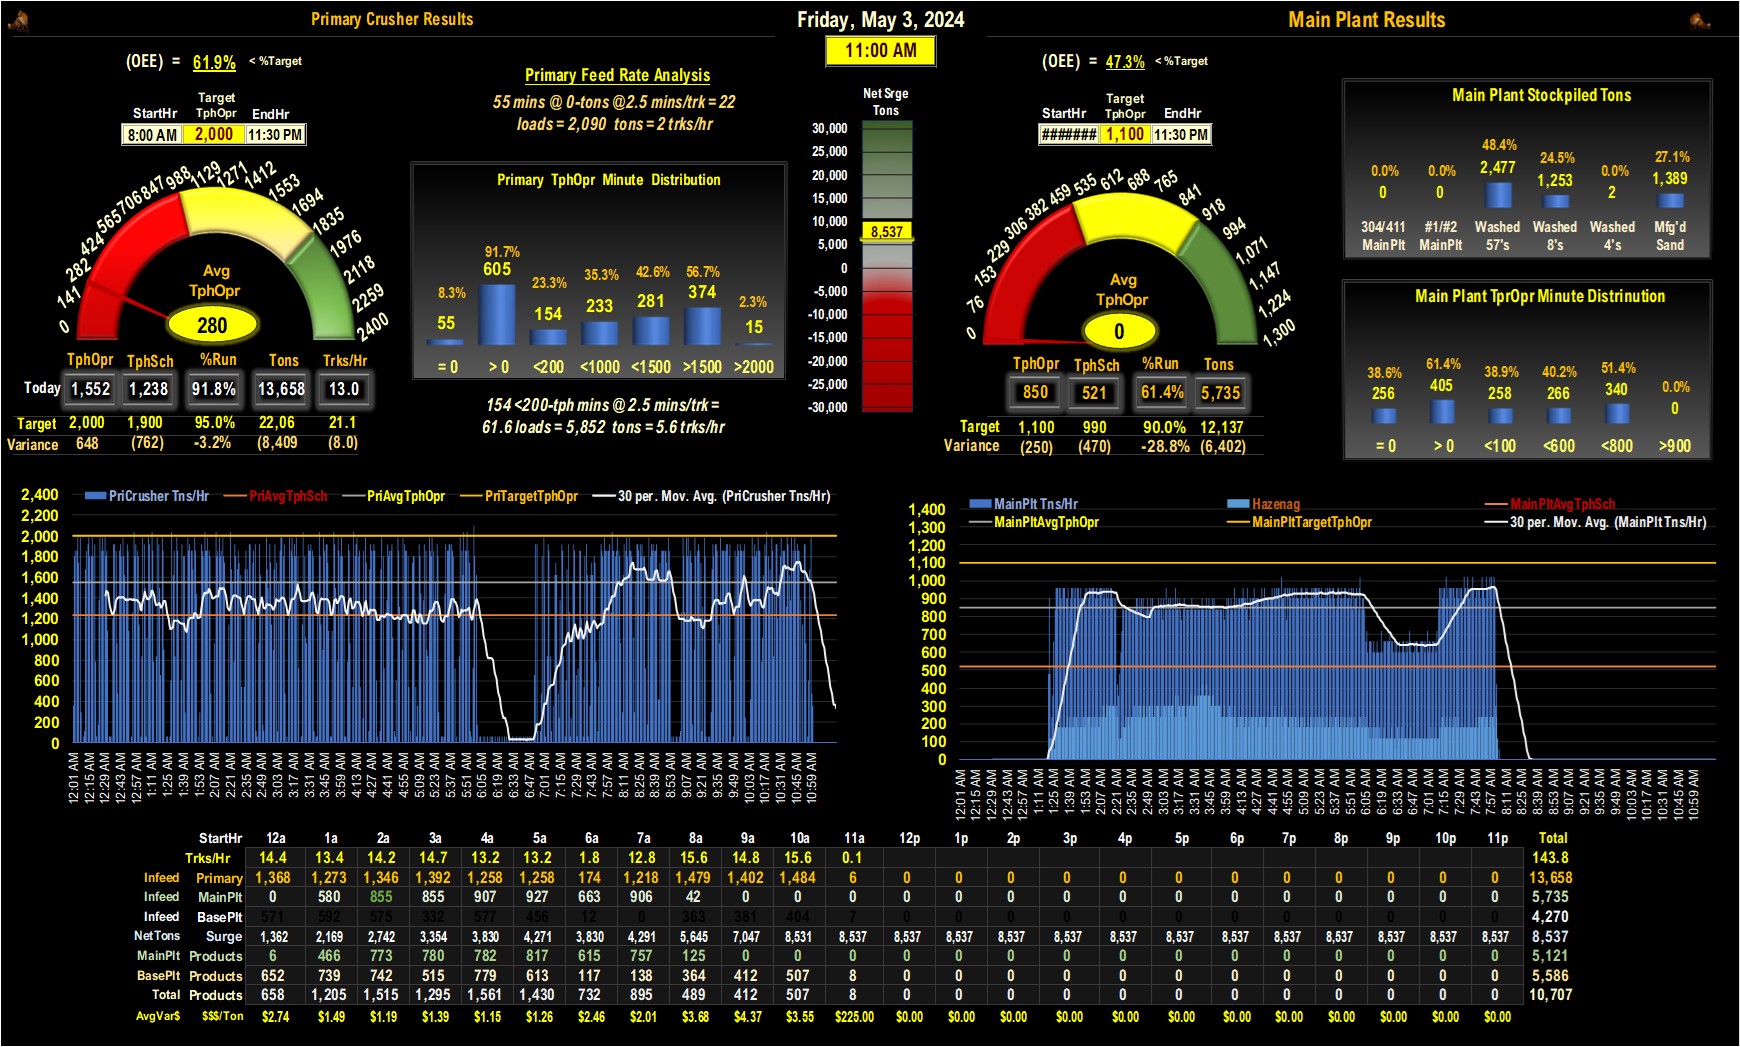 Primary Crusher Results
Friday, May 3, 2024
Main Plant Results
11:00 AM
(OEE) = 61.9% < %Target
StartHr Target TphOpr EndHr
8:00 AM 2,000 11:30 PM
0 141 282 424 565 706 847 988 1129 1271 1412 1553 1694 1835 1976 2118 2259 2400
Avg
TphOpr
280
TphOpr TphSch %Run Tons Trks/Hr
Today 1,552 1,238 91.8% 13,658 13.0
Target 2,000 1,900 95.0% 22,06 21.1
Variance 648 (762) -3.2% (8,409 (8.0)
Primary Feed Rate Analysis
55 mins @ 0-tons @2.5 mins/trk = 22
loads = 2,090 tons = 2 trks/hr
Primary TphOpr Minute Distribution
8.3% 91.7% 23.3% 35.3% 42.6% 56.7% 2.3%
55 605 154 233 281 374 15
= 0 > 0 <200 <1000 <1500 >1500 >2000
154 <200-tph mins @ 2.5 mins/trk =
61.6 loads = 5,852 tons = 5.6 trks/hr
Net Srge
Tons
30,000
25,000
20,000
15,000
10,000
8,537
5,000
0
-5,000
-10,000
-15,000
-20,000
-25,000
-30,000
(OEE) = 47.3% < %Target
StartHr Target TphOpr EndHr
####### 1,100 11:30 PM
0 76 153 229 306 382 459 535 612 688 765 841 918 994 1,071 1,147 1,224 1,300
Avg
TphOpr
0
TphOpr TphSch %Run Tons
850 521 61.4% 5,735
Target 1,100 990 90.0% 12,137
Variance (250) (470) -28.8% (6,402)
Main Plant Stockpiled Tons
0.0% 0.0% 48.4% 24.5% 0.0% 27.1%
0 0 2,477 1,253 2 1,389
304/411 #1/#2 Washed Washed Washed Mfg'd
MainPlt MainPlt 57's 8's 4's Sand
Main Plant TprOpr Minute Distrinution
38.6% 61.4% 38.9% 40.2% 51.4% 0.0%
256 405 258 266 340 0
= 0 > 0 <100 <600 <800 >900
PriCrusher Tns/Hr PriAvgTphSch PriAvgTphOpr PriTargetTphOpr 30 per. Mov. Avg. (PriCrusher Tns/Hr)
2,400
2,200
2,000
1,800
1,600
1,400
1,200
1,000
800
600
400
200
0
12:01 AM 12:15 AM 12:29 AM 12:43 AM 12:57 AM 1:11 AM 1:25 AM 1:39 AM 1:53 AM 2:07 AM 2:21 AM 2:35 AM 2:49 AM 3:03 AM 3:17 AM 3:31 AM 3:45 AM 3:59 AM 4:13 AM 4:27 AM 4:41 AM 4:55 AM 5:09 AM 5:23 AM 5:37 AM 5:51 AM 6:05 AM 6:19 AM 6:33 AM 6:47 AM 7:01 AM 7:15 AM 7:29 AM 7:43 AM 7:57 AM 8:11 AM 8:25 AM 8:39 AM 8:53 AM 9:07 AM 9:21 AM 9:35 AM 9:49 AM 10:03 AM 10:17 AM 10:31 AM 10:45 AM 10:59 AM
MainPlt Tns/Hr Hazenag MainPltAvgTphSch
MainPltAvgTphOpr MainPltTargetTphOpr 30 per. Mov. Avg. (MainPlt Tns/Hr)
1,400
1,300
1,200
1,100
1,000
900
800
700
600
500
400
300
200
100
0
12:01 AM 12:15 AM 12:29 AM 12:43 AM 12:57 AM 1:11 AM 1:25 AM 1:39 AM 1:53 AM 2:07 AM 2:21 AM 2:35 AM 2:49 AM 3:03 AM 3:17 AM 3:31 AM 3:45 AM 3:59 AM 4:13 AM 4:27 AM 4:41 AM 4:55 AM 5:09 AM 5:23 AM 5:37 AM 5:51 AM 6:05 AM 6:19 AM 6:33 AM 6:47 AM 7:01 AM 7:15 AM 7:29 AM 7:43 AM 7:57 AM 8:11 AM 8:25 AM 8:39 AM 8:53 AM 9:07 AM 9:21 AM 9:35 AM 9:49 AM 10:03 AM 10:17 AM 10:31 AM 10:45 AM 10:59 AM
StartHr 12a 1a 2a 3a 4a 5a 6a 7a 8a 9a 10a 11a 12p 1p 2p 3p 4p 5p 6p 7p 8p 9p 10p 11p Total
Trks/Hr 14.4 13.4 14.2 14.7 13.2 13.2 1.8 12.8 15.6 14.8 15.6 0.1 143.8
Infeed Primary 1,368 1,273 1,346 1,392 1,258 1,258 174 1,218 1,479 1,402 1,484 6 0 0 0 0 0 0 0 0 0 0 0 0 13,658
Infeed MainPlt 0 580 855 855 907 927 663 906 42 0 0 0 0 0 0 0 0 0 0 0 0 0 0 0 5,735
Infeed BasePlt 571 592 575 332 577 456 12 0 363 381 404 7 0 0 0 0 0 0 0 0 0 0 0 0 4,270
NetTons Surge 1,362 2,169 2,742 3,354 3,830 4,271 3,830 4,291 5,645 7,047 8,531 8,537 8,537 8,537 8,537 8,537 8,537 8,537 8,537 8,537 8,537 8,537 8,537 8,537 8,537
MainPlt Products 6 466 773 780 782 817 615 757 125 0 0 0 0 0 0 0 0 0 0 0 0 0 0 0 5,121
BasePlt Products 652 739 742 515 779 613 117 138 364 412 507 8 0 0 0 0 0 0 0 0 0 0 0 0 5,586
Total Products 658 1,205 1,515 1,295 1,561 1,430 732 895 489 412 507 8 0 0 0 0 0 0 0 0 0 0 0 0 10,707
AvgVar$ $$$/Ton $2.74 $1.49 $1.19 $1.39 $1.15 $1.26 $2.46 $2.01 $3.68 $4.37 $3.55 $225.00 $0.00 $0.00 $0.00 $0.00 $0.00 $0.00 $0.00 $0.00 $0.00 $0.00 $0.00 $0.00